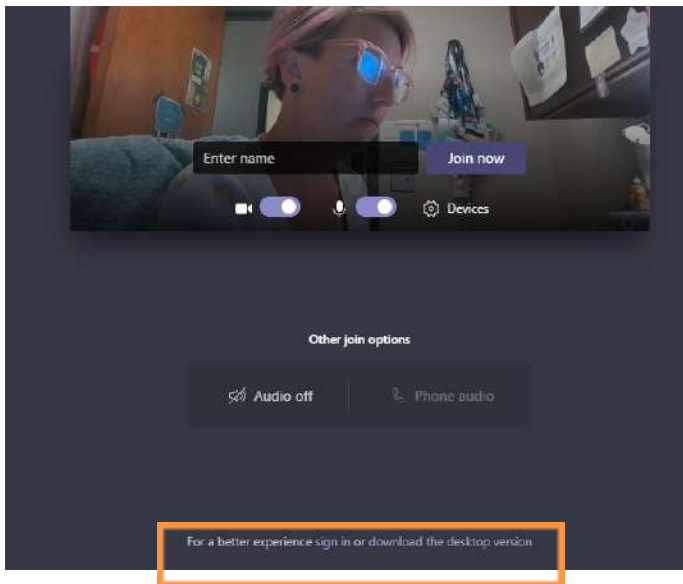 Enter name
Join now
Devices
Other join options
Audio off
Phone audio
For a better experience sign in or download the desktop version